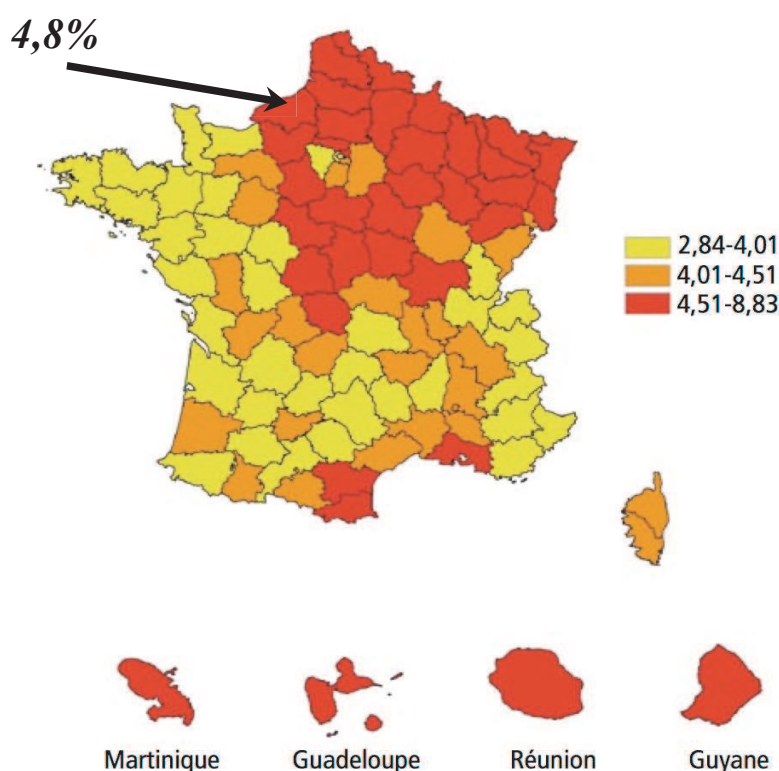 4,8%
2,84-4,01
4,01-4,51
4,51-8,83
Martinique
Guadeloupe
Réunion
Guyane